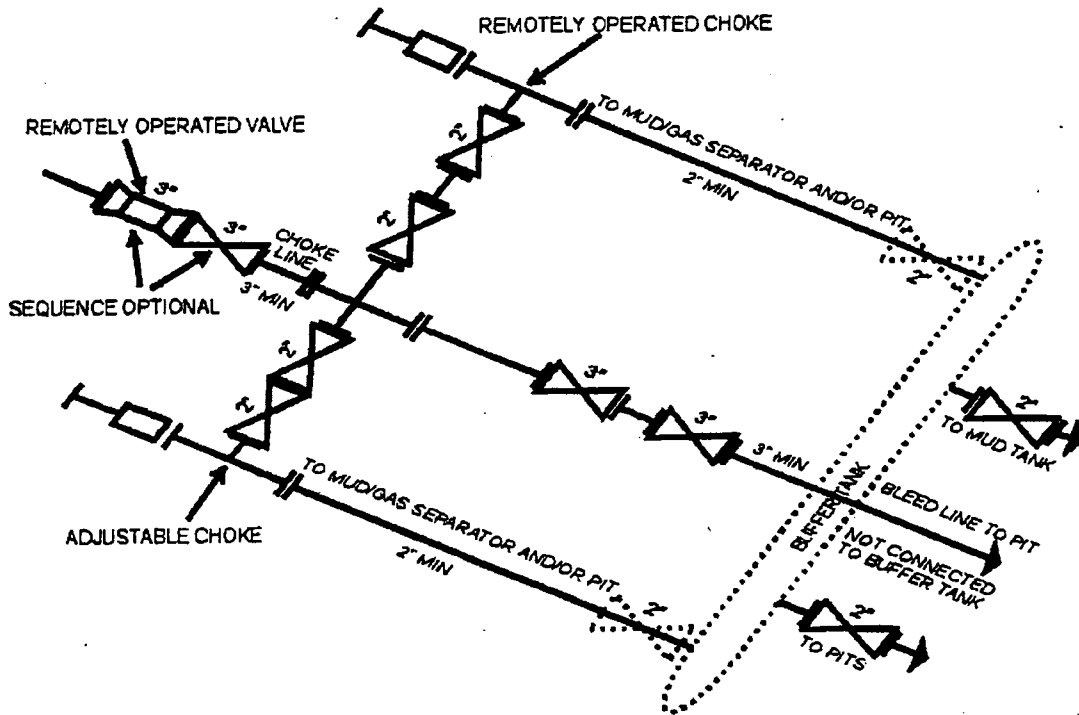 REMOTELY OPERATED CHOKE
REMOTELY OPERATED VALVE
TO MUD/GAS SEPARATOR AND/OR PIT
2" MIN
2"
2"
3"
3"
CHOKE
LINE
3" MIN
SEQUENCE OPTIONAL
2"
2"
2"
2"
3"
3"
3" MIN
2"
TO MUD TANK
BUFFER TANK
BLEED LINE TO PIT
NOT CONNECTED
TO BUFFER TANK
TO MUD/GAS SEPARATOR AND/OR PIT
2" MIN
ADJUSTABLE CHOKE
2"
2"
TO PITS